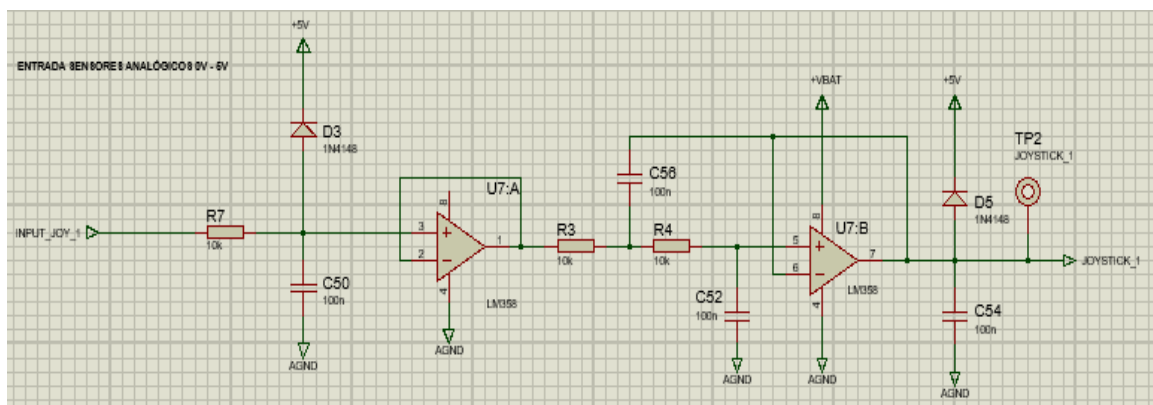 +5V
ENTRADA SENSORES ANALÓGICOS 0V - 5V
+VBAT
+5V
D3
1N4148
TP2
JOYSTICK_1
C56
100n
U7:A
8
D5
1N4148
8
U7:B
R7
INPUT_JOY_1
10k
3
2
1
R3
10k
R4
10k
5
6
7
JOYSTICK_1
C50
100n
4
LM358
C52
100n
4
LM358
C54
100n
AGND
AGND
AGND
AGND
AGND